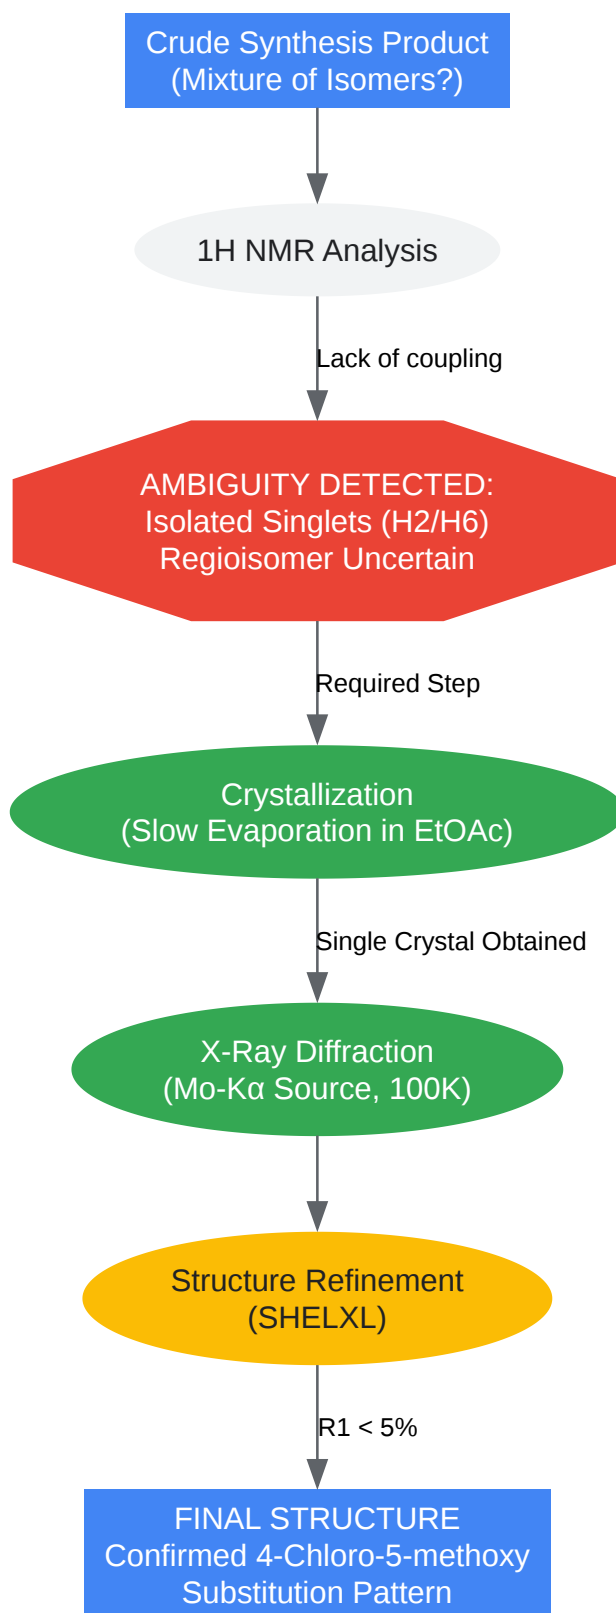 Crude Synthesis Product
(Mixture of Isomers?)
1H NMR Analysis
Lack of coupling
AMBIGUITY DETECTED:
Isolated Singlets (H2/H6)
Regioisomer Uncertain
Required Step
Crystallization
(Slow Evaporation in EtOAc)
Single Crystal Obtained
X-Ray Diffraction
(Mo-Kα Source, 100K)
Structure Refinement
(SHELXL)
R1 < 5%
FINAL STRUCTURE
Confirmed 4-Chloro-5-methoxy
Substitution Pattern